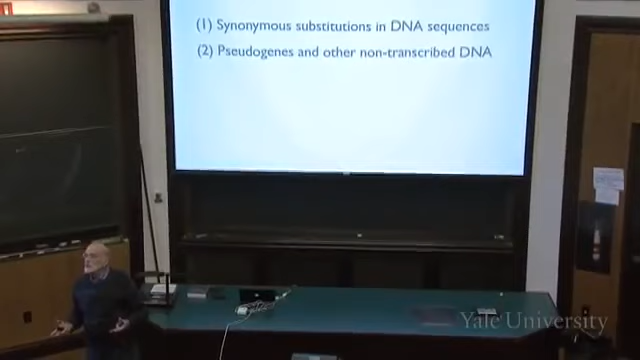 (1) Synonymous substitutions in DNA sequences
(2) Pseudogenes and other non-transcribed DNA
Yale University